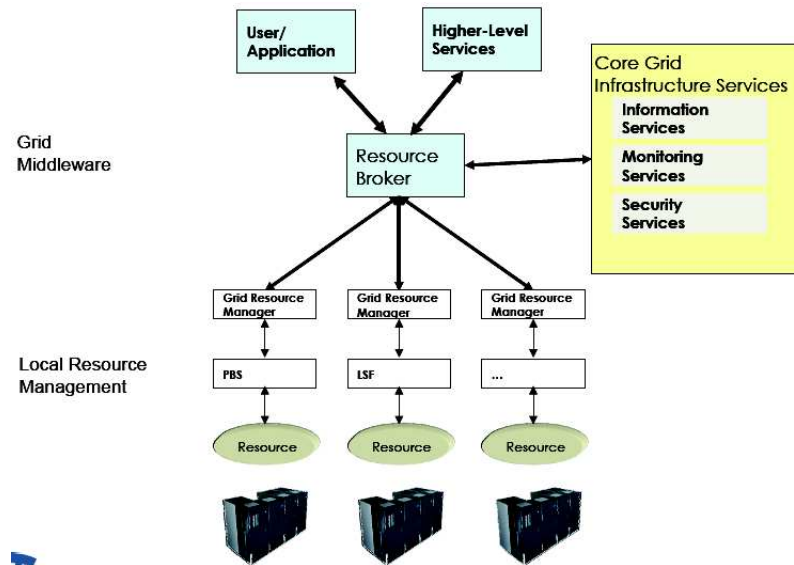 User/
Application
Higher-Level
Services
Core Grid
Infrastructure Services
Information
Services
Monitoring
Services
Security
Services
Grid
Middleware
Resource
Broker
Grid Resource
Manager
Grid Resource
Manager
Grid Resource
Manager
Local Resource
Management
PBS
LSF
...
Resource
Resource
Resource